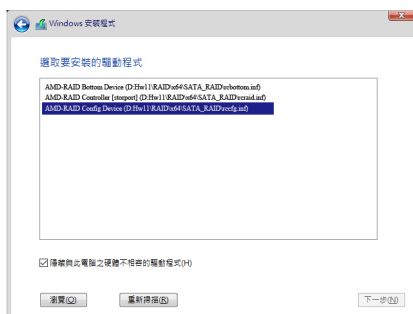 Windows 安裝程式
選取要安裝的驅動程式
AMD-RAID Bottom Device (D:\Hw11\RAID\x64\SATA_RAID\rcbottom.inf)
AMD-RAID Controller [storport] (D:\Hw11\RAID\x64\SATA_RAID\rcraid.inf)
AMD-RAID Config Device (D:\Hw11\RAID\x64\SATA_RAID\rccfg.inf)
隱藏與此電腦之硬體不相容的驅動程式(H)
瀏覽(O) 重新掃描(R) 下一步(N)